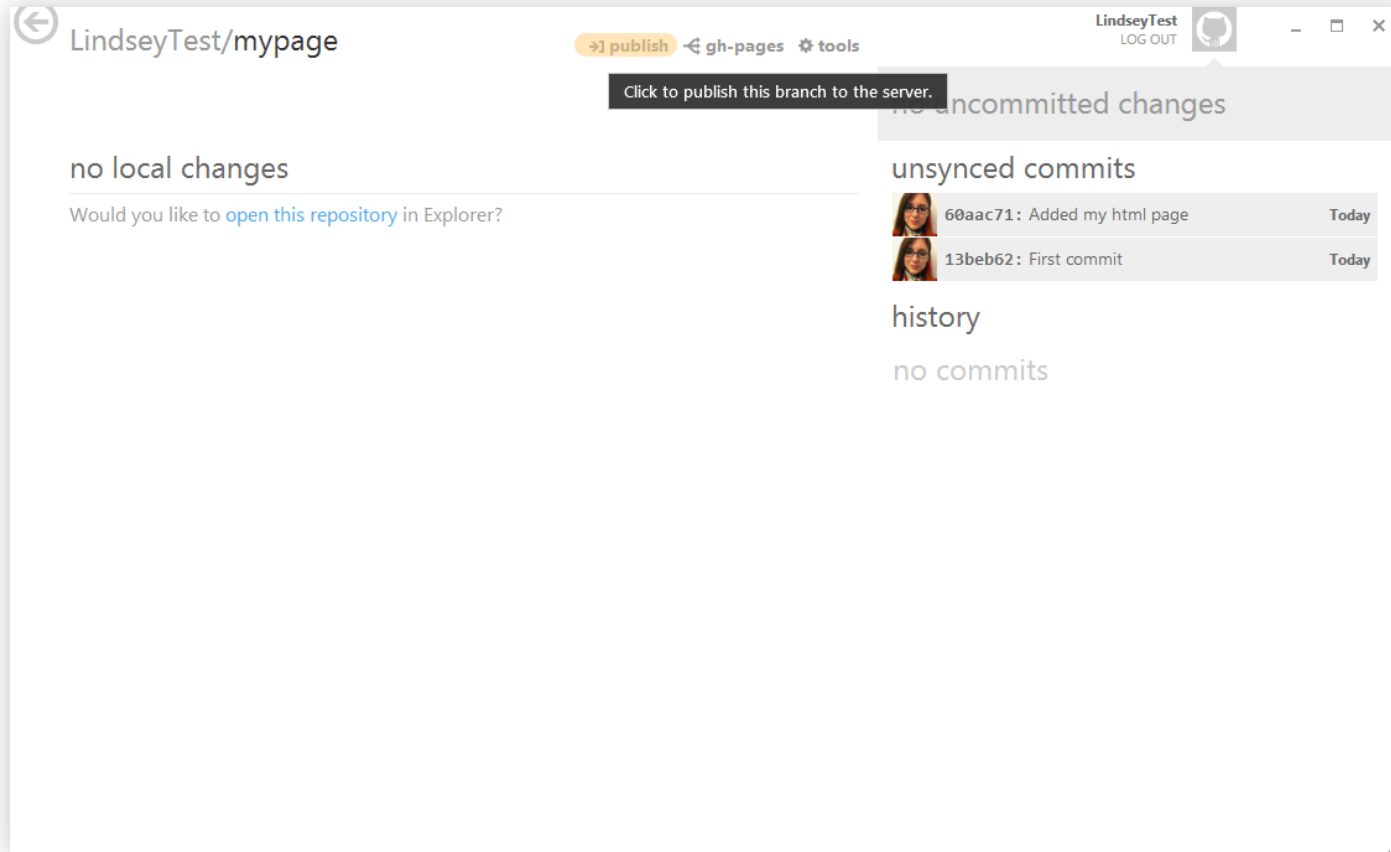 LindseyTest/mypage
publish gh-pages tools
LindseyTest
LOG OUT
Click to publish this branch to the server.
no uncommitted changes
no local changes
Would you like to open this repository in Explorer?
unsynced commits
60aac71: Added my html page Today
13beb62: First commit Today
history
no commits